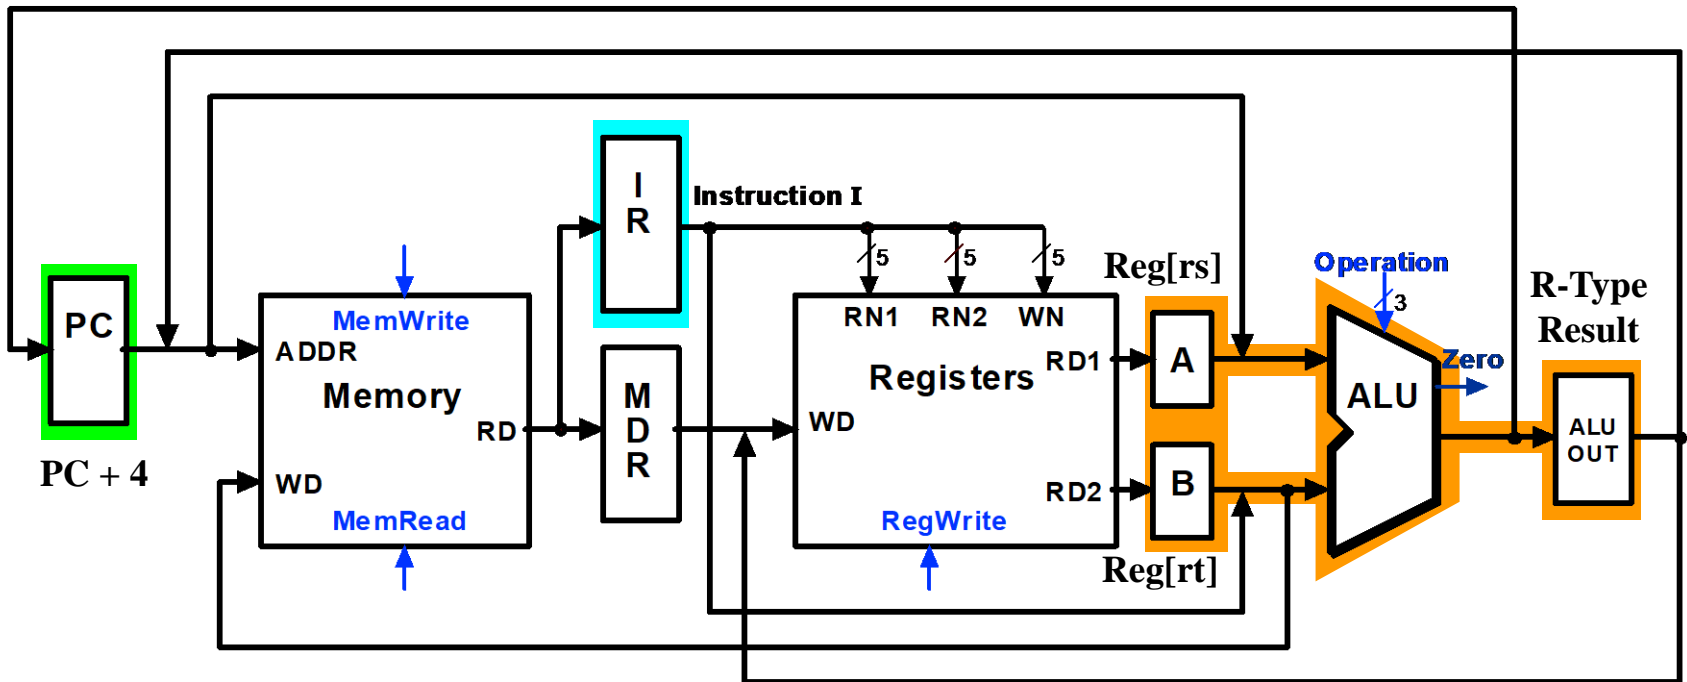 I
R
Instruction I
5
5
5
Reg[rs]
Operation
3
R-Type
Result
PC
MemWrite
ADDR
Memory
RD
WD
MemRead
PC + 4
M
D
R
RN1
RN2
WN
RD1
Registers
WD
RD2
RegWrite
A
B
Reg[rt]
Zero
ALU
ALU
OUT